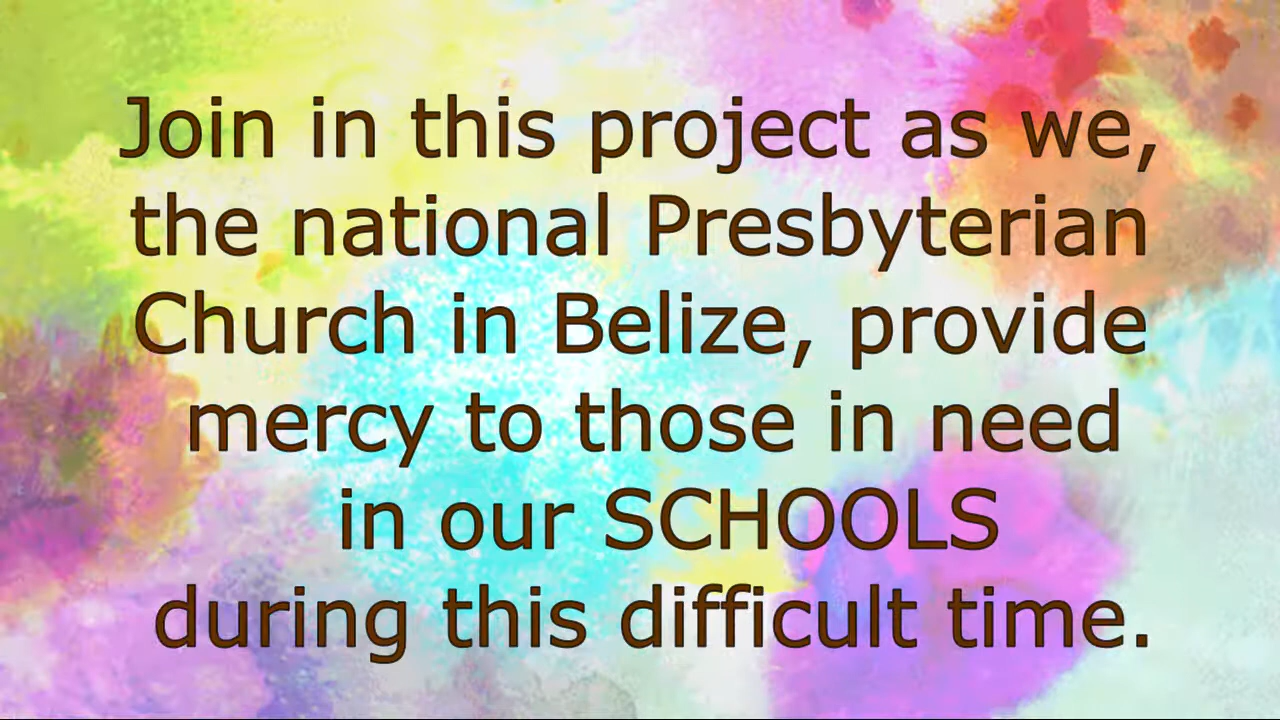 Join in this project as we,
the national Presbyterian
Church in Belize, provide
mercy to those in need
in our SCHOOLS
during this difficult time.